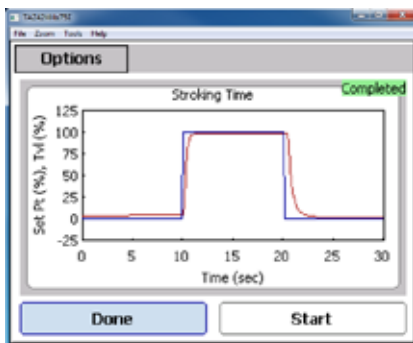 File Zoom Tools Help
Options
Completed
Stroking Time
Set Pt (%), Tvl (%)
125
100
75
50
25
0
-25
0 5 10 15 20 25 30
Time (sec)
Done Start